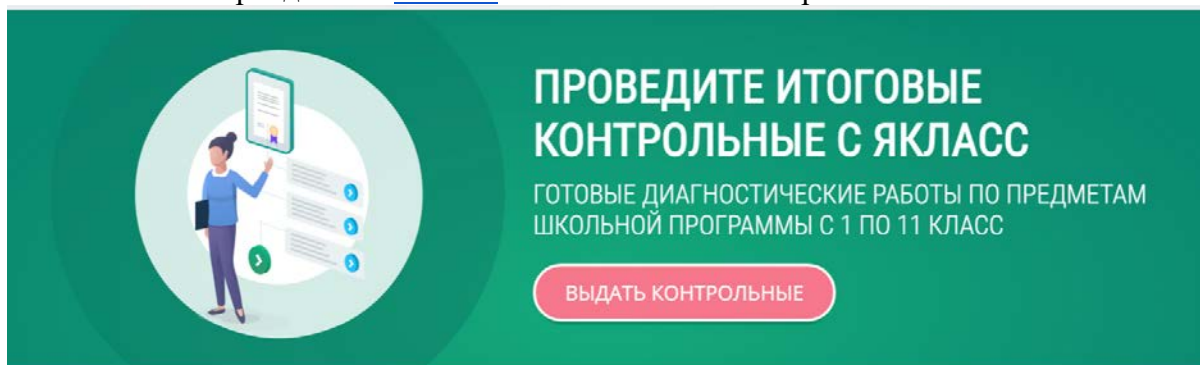 ПРОВЕДИТЕ ИТОГОВЫЕ
КОНТРОЛЬНЫЕ С ЯКЛАСС
ГОТОВЫЕ ДИАГНОСТИЧЕСКИЕ РАБОТЫ ПО ПРЕДМЕТАМ
ШКОЛЬНОЙ ПРОГРАММЫ С 1 ПО 11 КЛАСС
ВЫДАТЬ КОНТРОЛЬНЫЕ